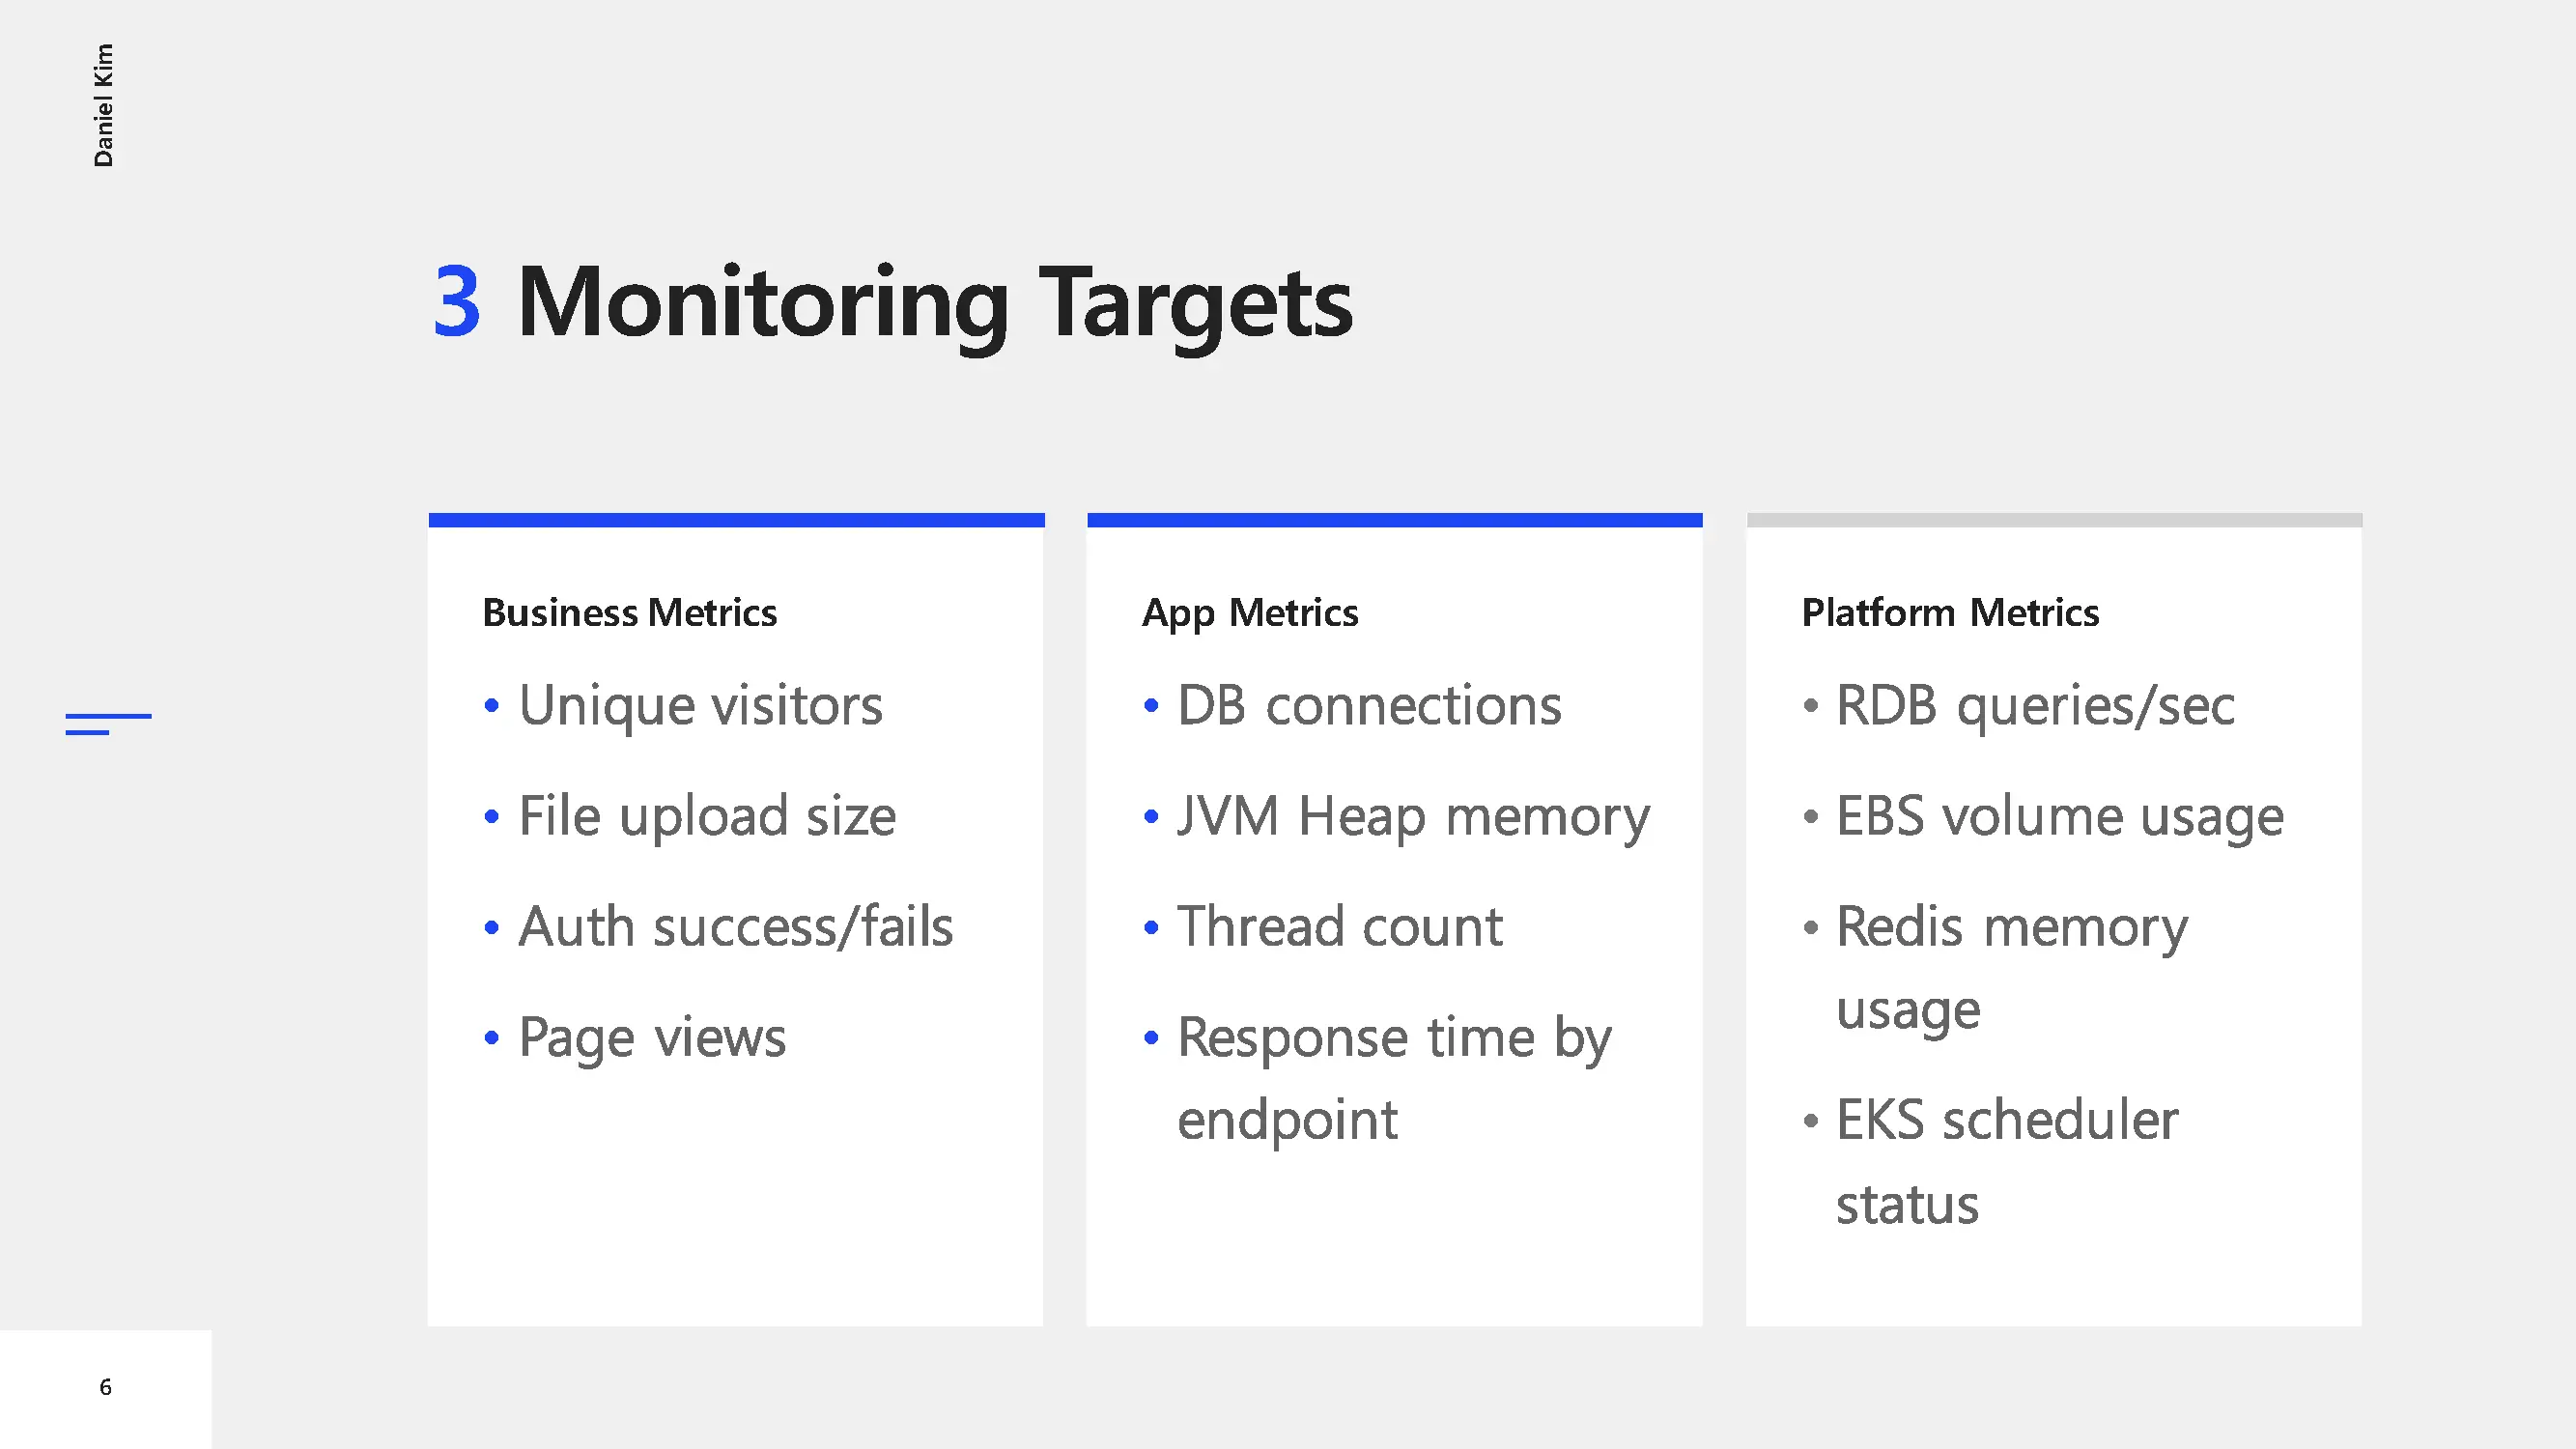 Daniel Kim
3 Monitoring Targets
Business Metrics
• Unique visitors
• File upload size
• Auth success/fails
• Page views
App Metrics
• DB connections
• JVM Heap memory
• Thread count
• Response time by
endpoint
Platform Metrics
• RDB queries/sec
• EBS volume usage
• Redis memory
usage
• EKS scheduler
status
6